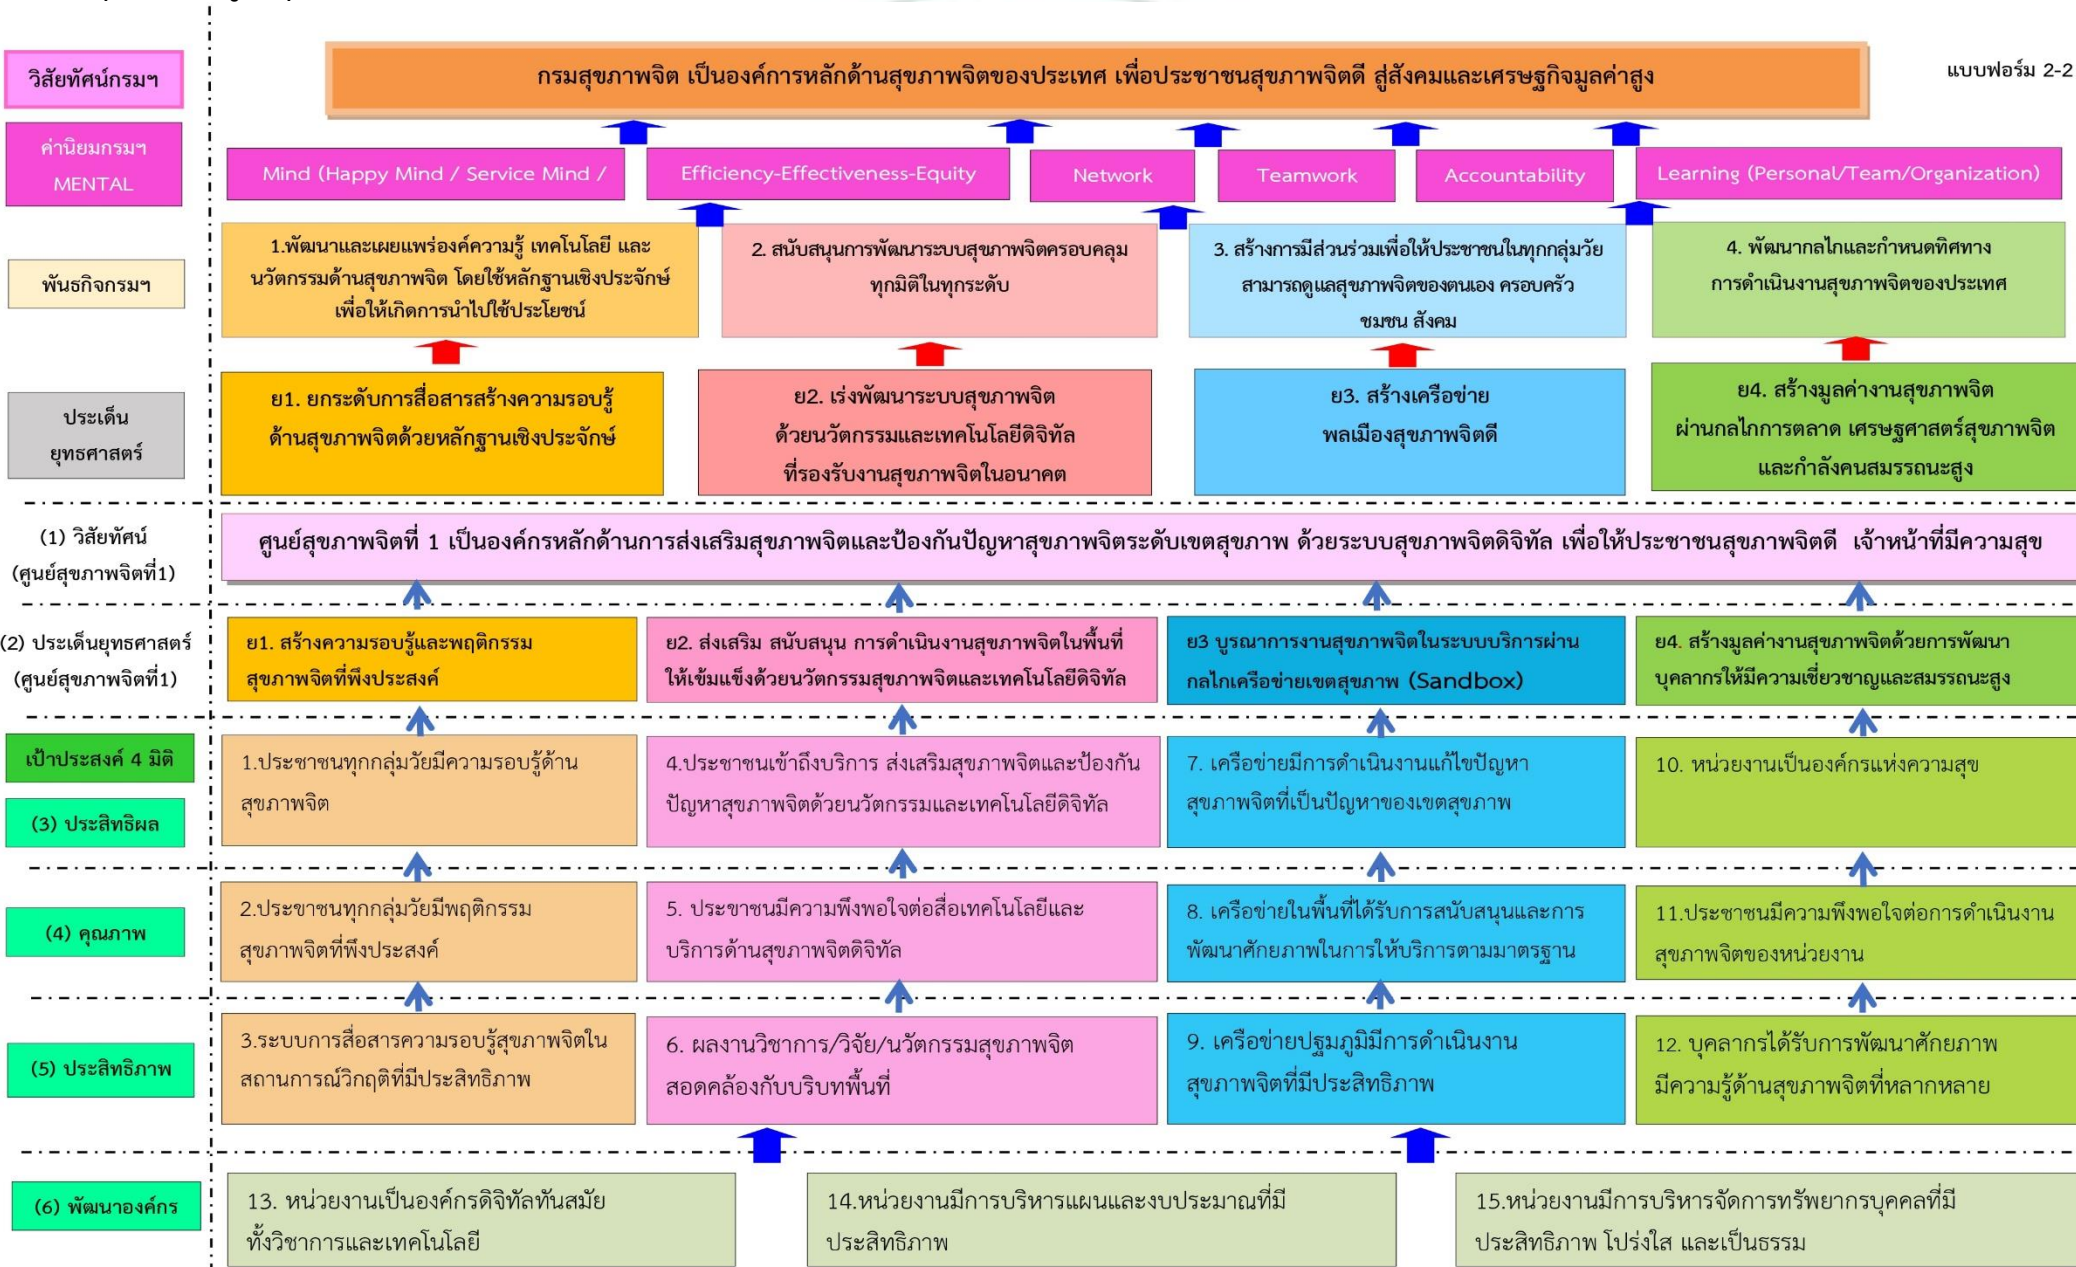 วิสัยทัศน์กรมฯ
กรมสุขภาพจิต เป็นองค์การหลักด้านสุขภาพจิตของประเทศ เพื่อประชาชนสุขภาพจิตดี สู่สังคมและเศรษฐกิจมูลค่าสูง
แบบฟอร์ม 2-2
ค่านิยมกรมฯ
MENTAL
Mind (Happy Mind / Service Mind /
Efficiency-Effectiveness-Equity
Network
Teamwork
Accountability
Learning (Personal/Team/Organization)
พันธกิจกรมฯ
1.พัฒนาและเผยแพร่องค์ความรู้ เทคโนโลยี และ
นวัตกรรมด้านสุขภาพจิต โดยใช้หลักฐานเชิงประจักษ์
เพื่อให้เกิดการนำไปใช้ประโยชน์
2. สนับสนุนการพัฒนาระบบสุขภาพจิตครอบคลุม
ทุกมิติในทุกระดับ
3. สร้างการมีส่วนร่วมเพื่อให้ประชาชนในทุกกลุ่มวัย
สามารถดูแลสุขภาพจิตของตนเอง ครอบครัว
ชุมชน สังคม
4. พัฒนากลไกและกำหนดทิศทาง
การดำเนินงานสุขภาพจิตของประเทศ
ประเด็น
ยุทธศาสตร์
ย1. ยกระดับการสื่อสารสร้างความรอบรู้
ด้านสุขภาพจิตด้วยหลักฐานเชิงประจักษ์
ย2. เร่งพัฒนาระบบสุขภาพจิต
ด้วยนวัตกรรมและเทคโนโลยีดิจิทัล
ที่รองรับงานสุขภาพจิตในอนาคต
ย3. สร้างเครือข่าย
พลเมืองสุขภาพจิตดี
ย4. สร้างมูลค่างานสุขภาพจิต
ผ่านกลไกการตลาด เศรษฐศาสตร์สุขภาพจิต
และกำลังคนสมรรถนะสูง
(1) วิสัยทัศน์
(ศูนย์สุขภาพจิตที่1)
ศูนย์สุขภาพจิตที่ 1 เป็นองค์กรหลักด้านการส่งเสริมสุขภาพจิตและป้องกันปัญหาสุขภาพจิตระดับเขตสุขภาพ ด้วยระบบสุขภาพจิตดิจิทัล เพื่อให้ประชาชนสุขภาพจิตดี เจ้าหน้าที่มีความสุข
(2) ประเด็นยุทธศาสตร์
(ศูนย์สุขภาพจิตที่1)
ย1. สร้างความรอบรู้และพฤติกรรม
สุขภาพจิตที่พึงประสงค์
ย2. ส่งเสริม สนับสนุน การดำเนินงานสุขภาพจิตในพื้นที่
ให้เข้มแข็งด้วยนวัตกรรมสุขภาพจิตและเทคโนโลยีดิจิทัล
ย3 บูรณาการงานสุขภาพจิตในระบบบริการผ่าน
กลไกเครือข่ายเขตสุขภาพ (Sandbox)
ย4. สร้างมูลค่างานสุขภาพจิตด้วยการพัฒนา
บุคลากรให้มีความเชี่ยวชาญและสมรรถนะสูง
เป้าประสงค์ 4 มิติ
(3) ประสิทธิผล
1.ประชาชนทุกกลุ่มวัยมีความรอบรู้ด้าน
สุขภาพจิต
4.ประชาชนเข้าถึงบริการ ส่งเสริมสุขภาพจิตและป้องกัน
ปัญหาสุขภาพจิตด้วยนวัตกรรมและเทคโนโลยีดิจิทัล
7. เครือข่ายมีการดำเนินงานแก้ไขปัญหา
สุขภาพจิตที่เป็นปัญหาของเขตสุขภาพ
10. หน่วยงานเป็นองค์กรแห่งความสุข
(4) คุณภาพ
2.ประขาชนทุกกลุ่มวัยมีพฤติกรรม
สุขภาพจิตที่พึงประสงค์
5. ประขาชนมีความพึงพอใจต่อสื่อเทคโนโลยีและ
บริการด้านสุขภาพจิตดิจิทัล
8. เครือข่ายในพื้นที่ได้รับการสนับสนุนและการ
พัฒนาศักยภาพในการให้บริการตามมาตรฐาน
11.ประชาชนมีความพึงพอใจต่อการดำเนินงาน
สุขภาพจิตของหน่วยงาน
(5) ประสิทธิภาพ
3.ระบบการสื่อสารความรอบรู้สุขภาพจิตใน
สถานการณ์วิกฤติที่มีประสิทธิภาพ
6. ผลงานวิชาการ/วิจัย/นวัตกรรมสุขภาพจิต
สอดคล้องกับบริบทพื้นที่
9. เครือข่ายปฐมภูมิมีการดำเนินงาน
สุขภาพจิตที่มีประสิทธิภาพ
12. บุคลากรได้รับการพัฒนาศักยภาพ
มีความรู้ด้านสุขภาพจิตที่หลากหลาย
(6) พัฒนาองค์กร
13. หน่วยงานเป็นองค์กรดิจิทัลทันสมัย
ทั้งวิชาการและเทคโนโลยี
14.หน่วยงานมีการบริหารแผนและงบประมาณที่มี
ประสิทธิภาพ
15.หน่วยงานมีการบริหารจัดการทรัพยากรบุคคลที่มี
ประสิทธิภาพ โปร่งใส และเป็นธรรม